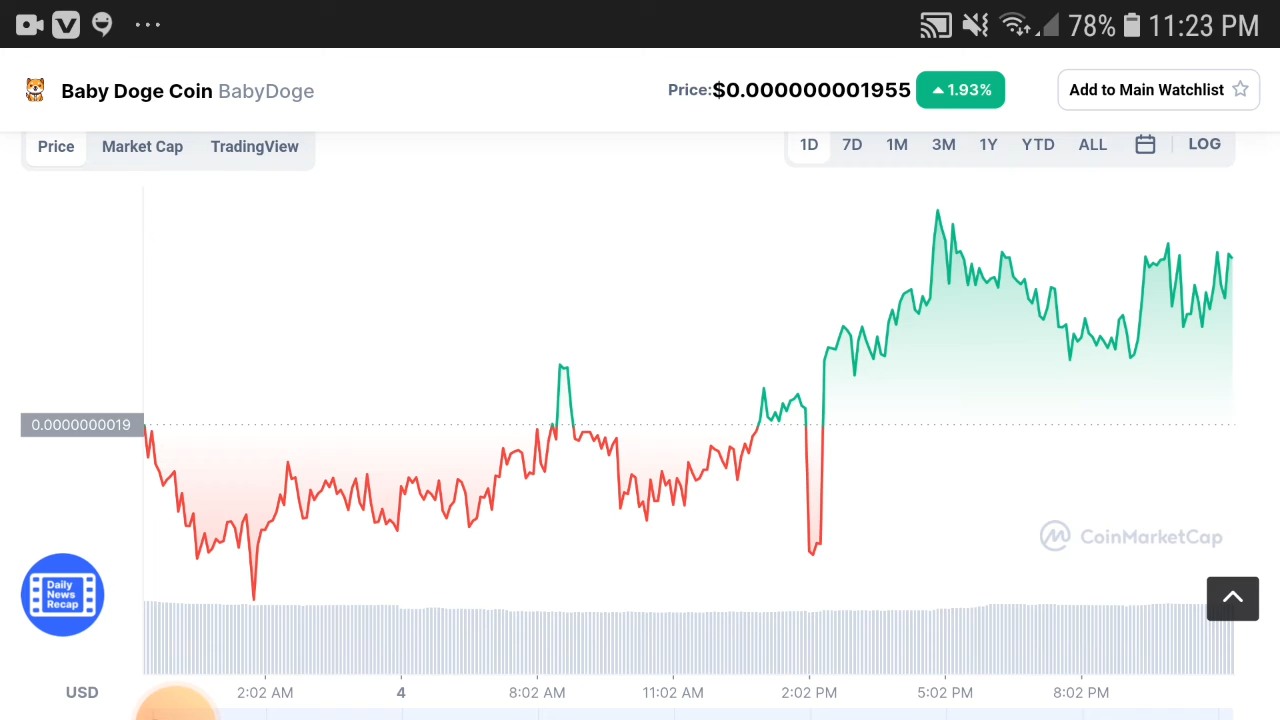 78% 11:23 PM
Baby Doge Coin BabyDoge
Price:$0.000000001955 1.93%
Add to Main Watchlist
Price Market Cap TradingView
1D 7D 1M 3M 1Y YTD ALL LOG
0.0000000019
CoinMarketCap
Daily
News
Recap
USD 2:02 AM 4 8:02 AM 11:02 AM 2:02 PM 5:02 PM 8:02 PM